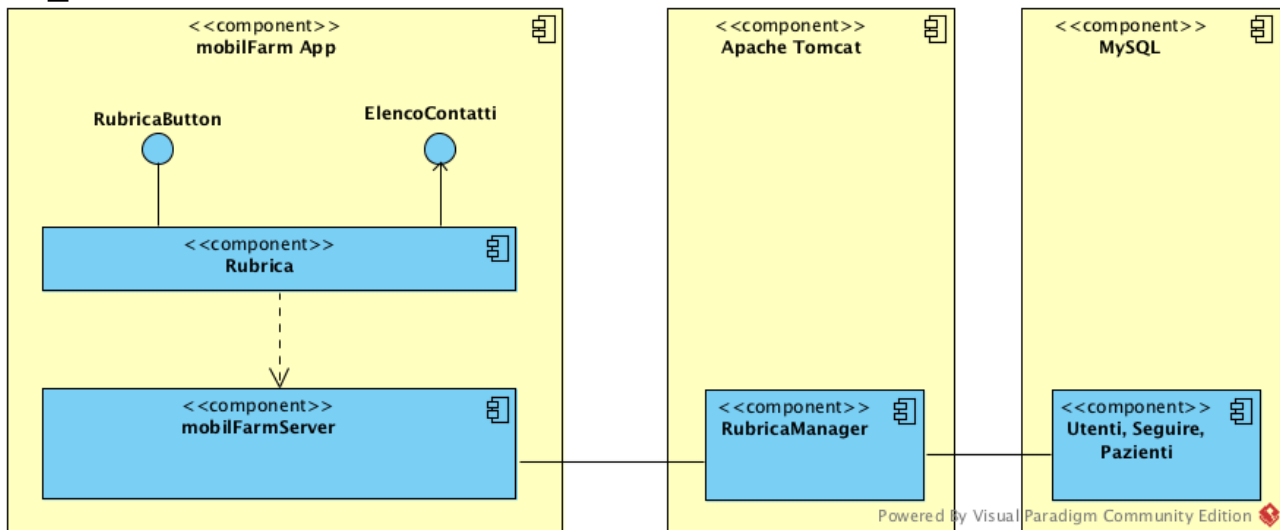 <<component>>
mobilFarm App
RubricaButton
ElencoContatti
<<component>>
Rubrica
<<component>>
mobilFarmServer
<<component>>
Apache Tomcat
<<component>>
RubricaManager
<<component>>
MySQL
<<component>>
Utenti, Seguire,
Pazienti
Powered By Visual Paradigm Community Edition